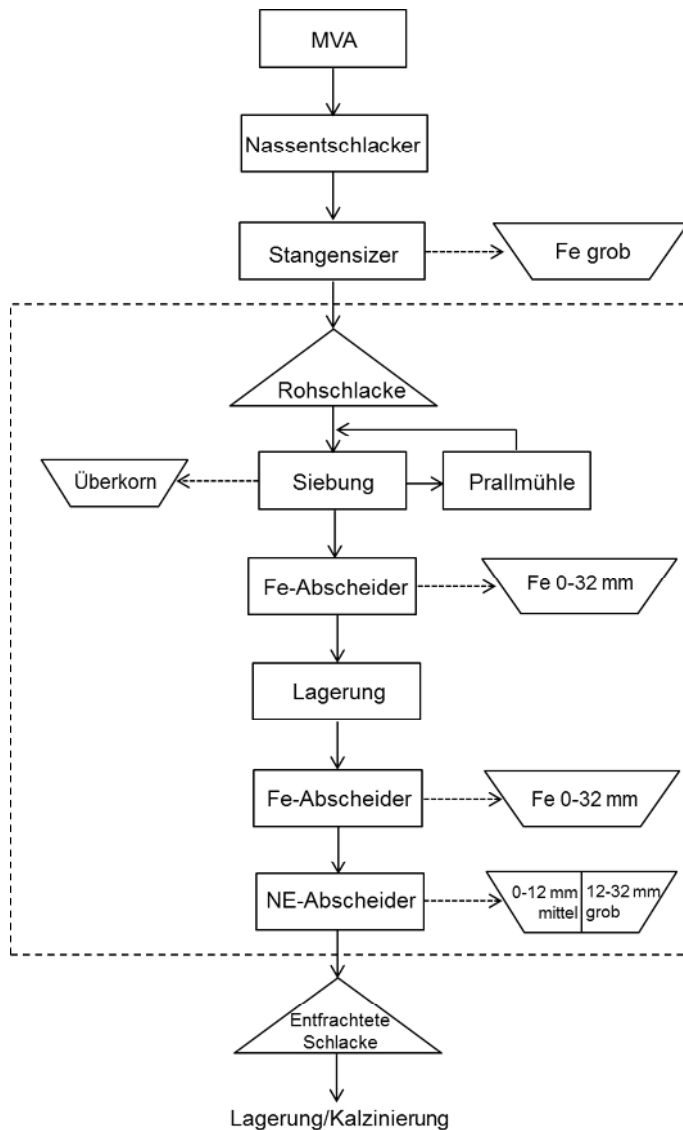 MVA
Nassentschlacker
Stangensizer
Fe grob
Rohschlacke
Überkorn
Siebung
Prallmühle
Fe-Abscheider
Fe 0-32 mm
Lagerung
Fe-Abscheider
Fe 0-32 mm
NE-Abscheider
0-12 mm
mittel
12-32 mm
grob
Entfrachtete
Schlacke
Lagerung/Kalzinierung